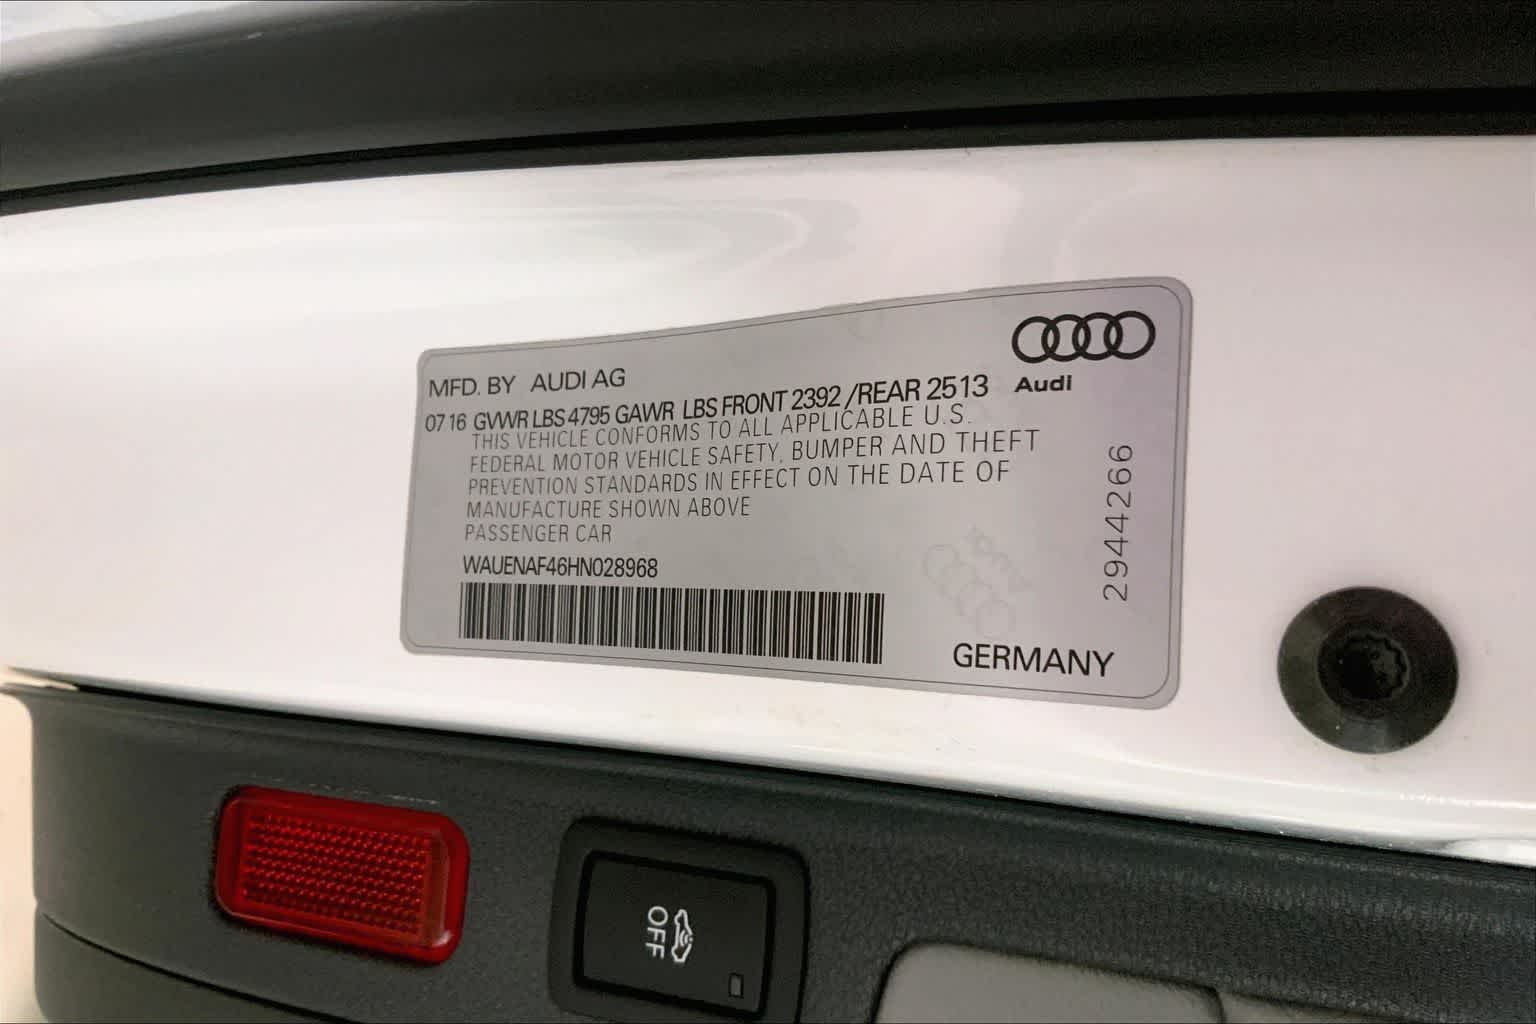 MFD. BY AUDI AG
Audi
07 16 GVWR LBS 4795 GAWR LBS FRONT 2392 /REAR 2513
THIS VEHICLE CONFORMS TO ALL APPLICABLE U.S.
FEDERAL MOTOR VEHICLE SAFETY, BUMPER AND THEFT
PREVENTION STANDARDS IN EFFECT ON THE DATE OF
MANUFACTURE SHOWN ABOVE
PASSENGER CAR
WAUENAF46HN028968
2944266
GERMANY
OFF